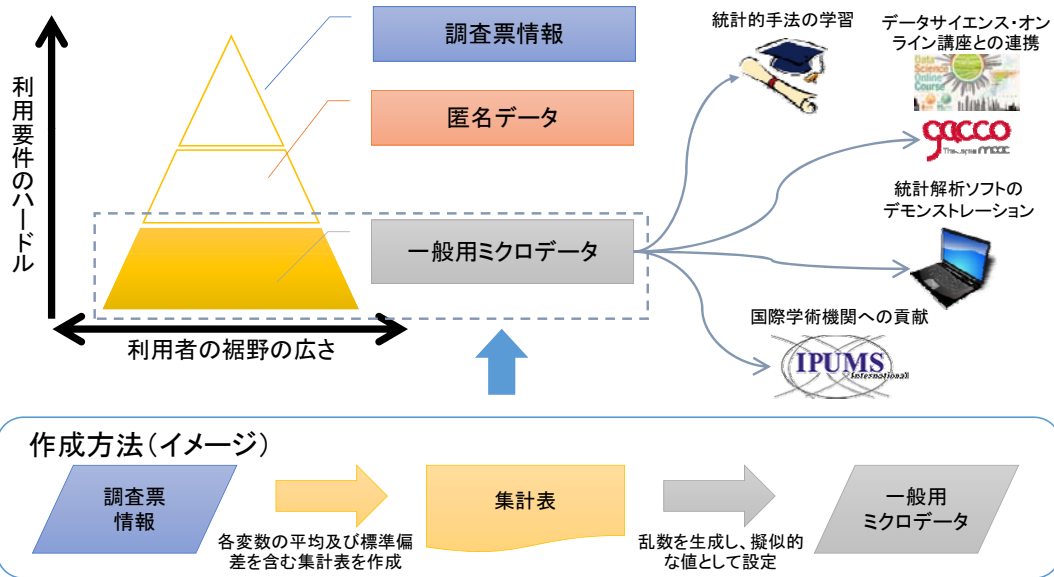 利用要件のハードル
調査票情報
匿名データ
一般用ミクロデータ
利用者の裾野の広さ
統計的手法の学習
データサイエンス・オン
ライン講座との連携
Data
Science
Online
Course
gacco
The Japan MOOC
統計解析ソフトの
デモンストレーション
国際学術機関への貢献
IPUMS
International
作成方法(イメージ)
調査票
情報
各変数の平均及び標準偏
差を含む集計表を作成
集計表
乱数を生成し、擬似的
な値として設定
一般用
ミクロデータ